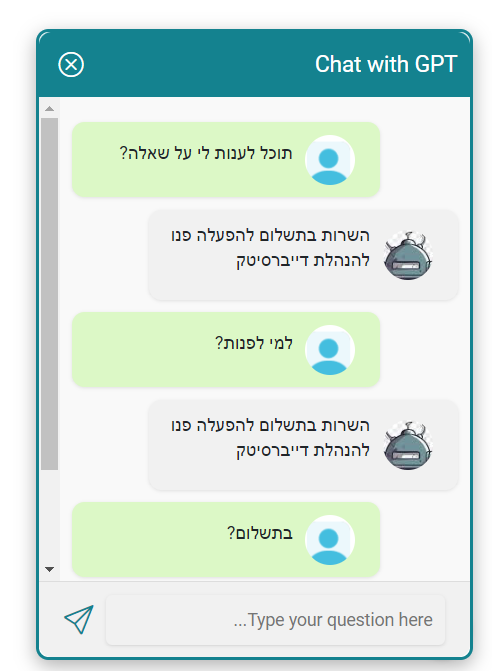 Chat with GPT
תוכל לענות לי על שאלה?
השרות בתשלום להפעלה פנו
להנהלת דייברסיטק
למי לפנות?
השרות בתשלום להפעלה פנו
להנהלת דייברסיטק
בתשלום?
...Type your question here